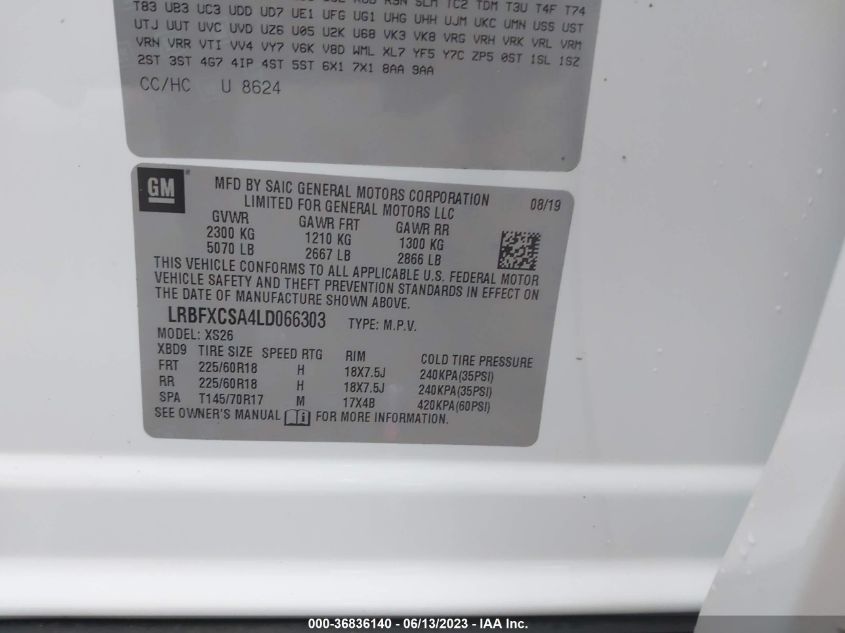 T83 UB3 UC3 UDD UD7 UE1 UFG UG1 UHG UHH UJM UKC UMN USS UST
UTJ UUT UVC UVD UZ6 U05 U2K U68 VK3 VK8 VRG VRH VRK VRL VRM
VRN VRR VTI VV4 VY7 V6K V8D WML XL7 YF5 Y7C ZP5 0ST 1SL 1SZ
2ST 3ST 4G7 4IP 4ST 5ST 6X1 7X1 8AA 9AA
CC/HC U 8624
GM
MFD BY SAIC GENERAL MOTORS CORPORATION 08/19
LIMITED FOR GENERAL MOTORS LLC
GVWR GAWR FRT GAWR RR
2300 KG 1210 KG 1300 KG
5070 LB 2667 LB 2866 LB
THIS VEHICLE CONFORMS TO ALL APPLICABLE U.S. FEDERAL MOTOR
VEHICLE SAFETY AND THEFT PREVENTION STANDARDS IN EFFECT ON
THE DATE OF MANUFACTURE SHOWN ABOVE.
LRBFXCSA4LD066303 TYPE: M.P.V.
MODEL: XS26
XBD9 TIRE SIZE SPEED RTG RIM COLD TIRE PRESSURE
FRT 225/60R18 H 18X7.5J 240KPA(35PSI)
RR 225/60R18 H 18X7.5J 240KPA(35PSI)
SPA T145/70R17 M 17X4B 420KPA(60PSI)
SEE OWNER'S MANUAL FOR MORE INFORMATION.
000-36836140 - 06/13/2023 - IAA Inc.